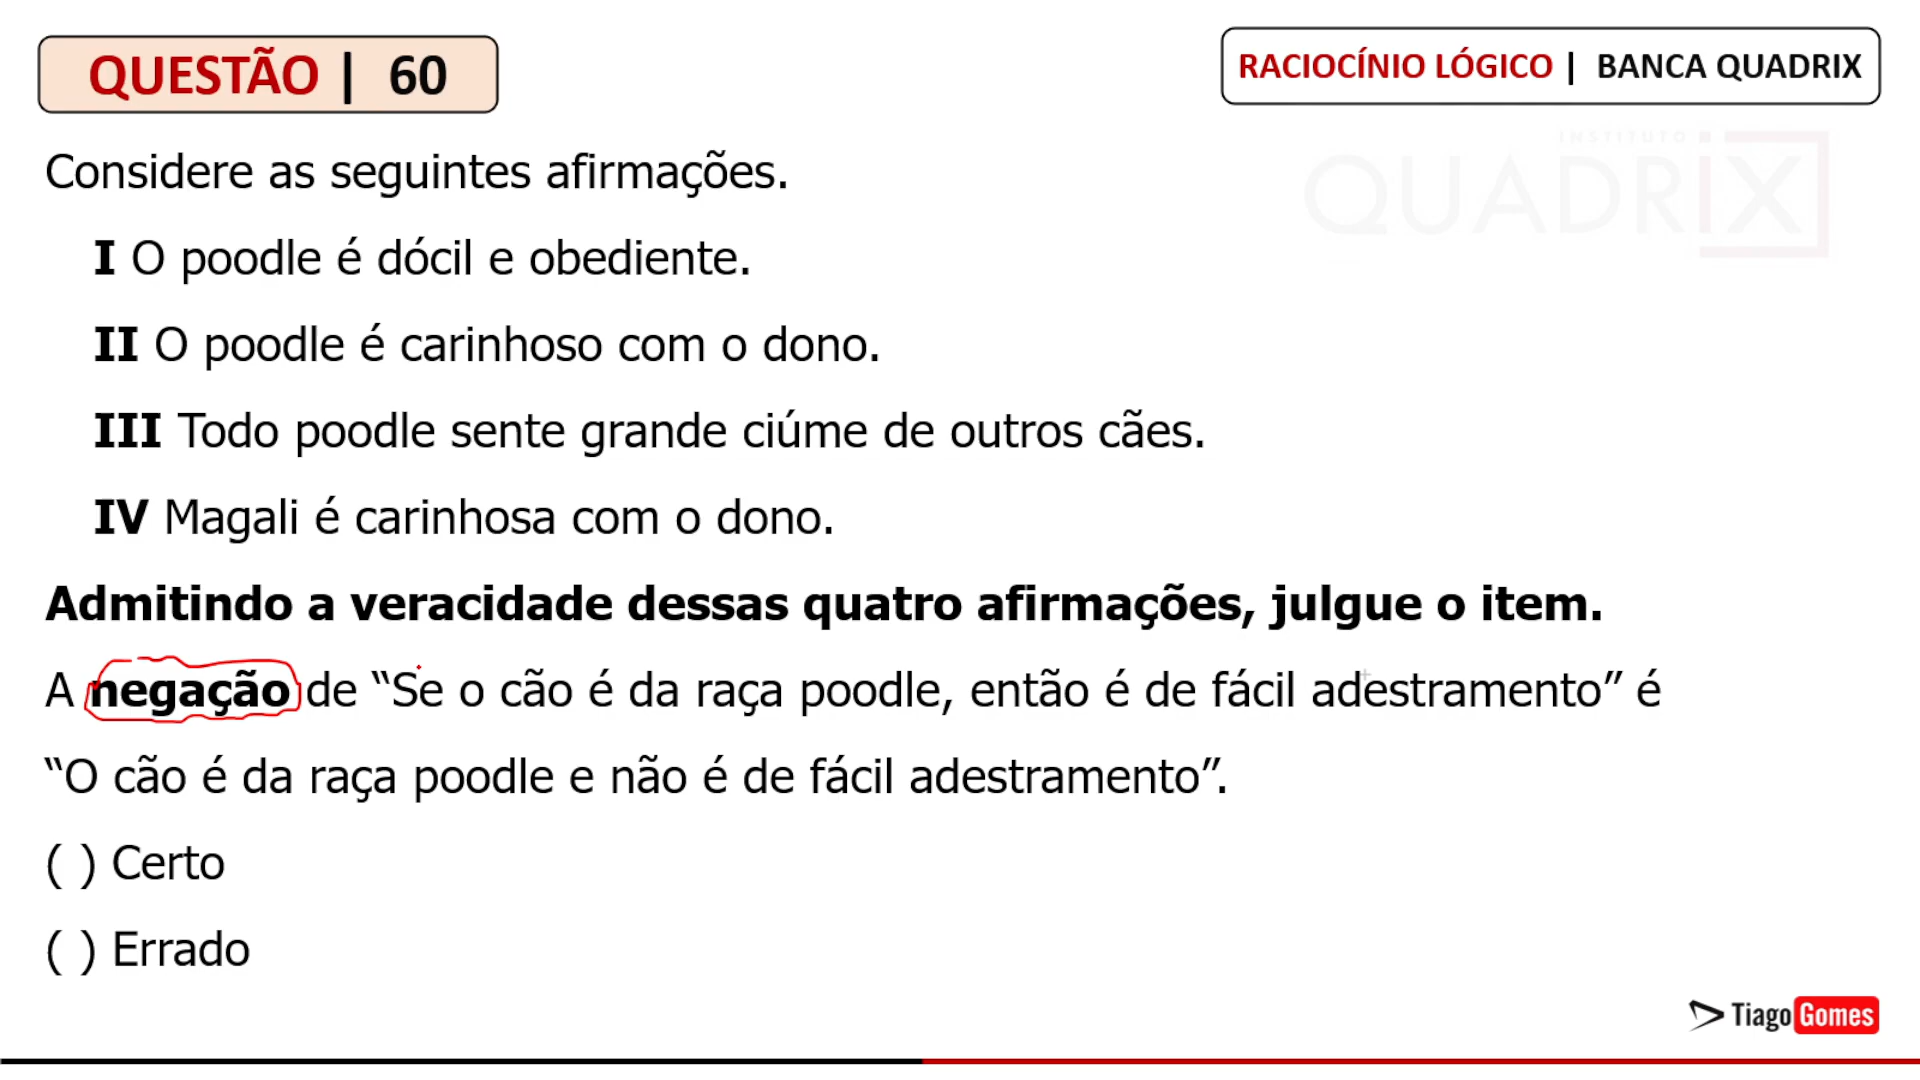 QUESTÃO | 60
RACIOCÍNIO LÓGICO | BANCA QUADRIX
INSTITUTO
QUADRIX
Considere as seguintes afirmações.
I O poodle é dócil e obediente.
II O poodle é carinhoso com o dono.
III Todo poodle sente grande ciúme de outros cães.
IV Magali é carinhosa com o dono.
Admitindo a veracidade dessas quatro afirmações, julgue o item.
A negação de “Se o cão é da raça poodle, então é de fácil adestramento” é
“O cão é da raça poodle e não é de fácil adestramento”.
( ) Certo
( ) Errado
Tiago Gomes